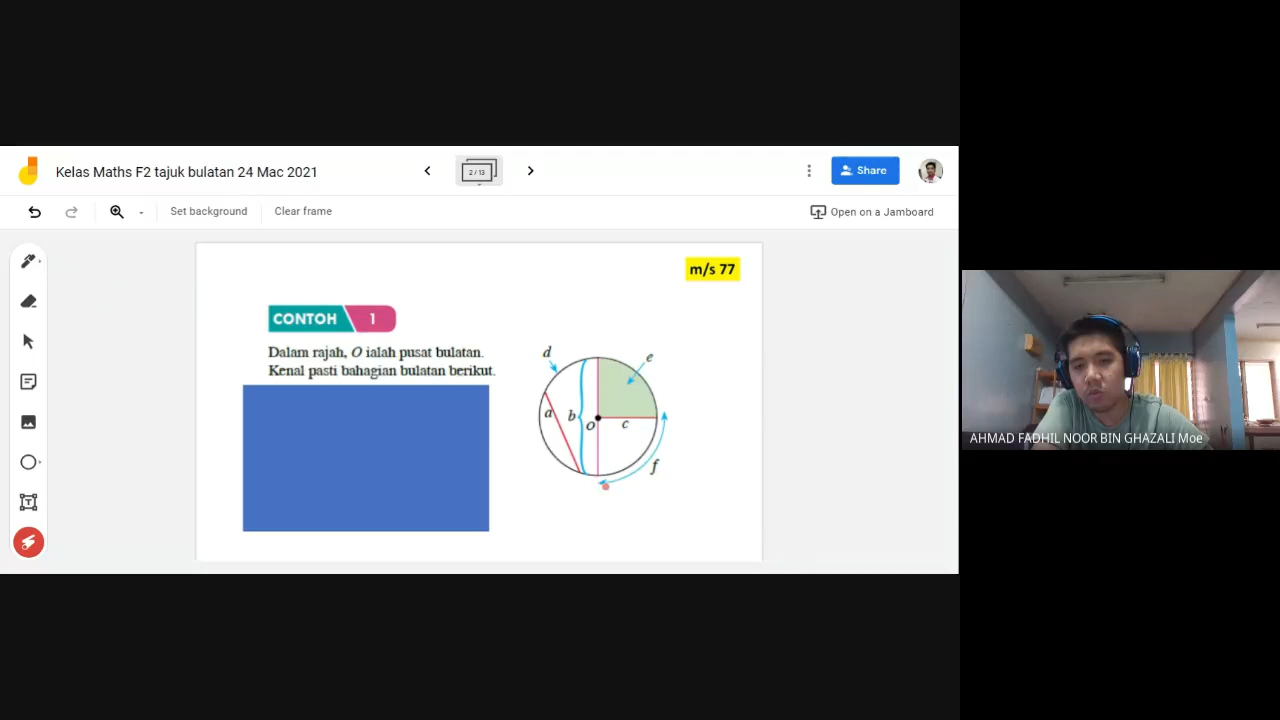 Kelas Maths F2 tajuk bulatan 24 Mac 2021
2 / 13
Share
Set background
Clear frame
Open on a Jamboard
m/s 77
CONTOH 1
Dalam rajah, O ialah pusat bulatan.
Kenal pasti bahagian bulatan berikut.
d
e
a
b
O
c
f
T
AHMAD FADHIL NOOR BIN GHAZALI Moe